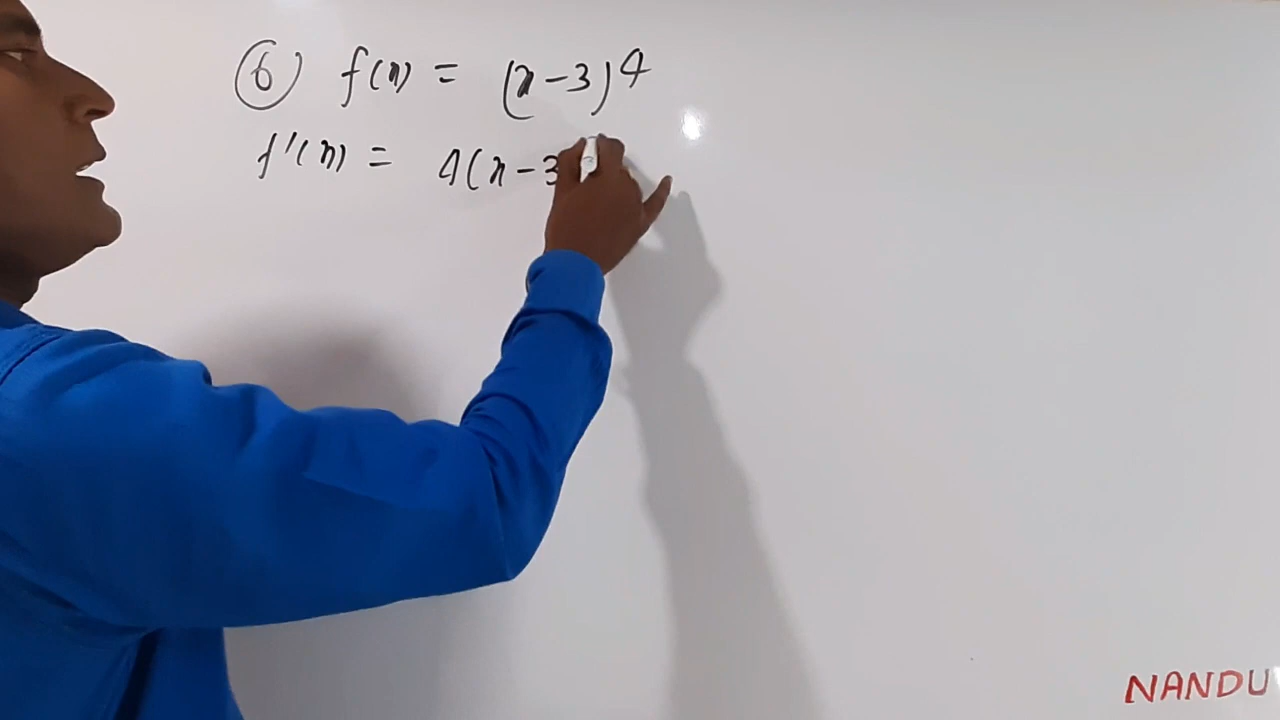 ⑥ f(x) = (x-3)^4
f'(x) = 4(x-3
NANDU